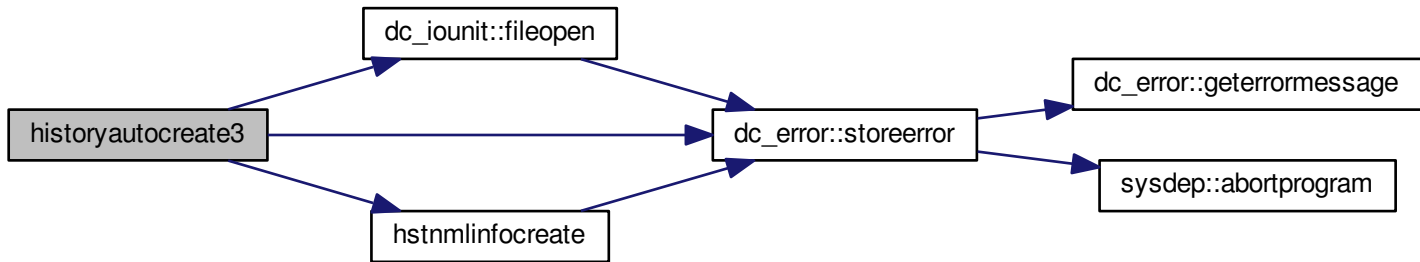 historyautocreate3
dc_iounit::fileopen
hstnmlinfocreate
dc_error::storeerror
dc_error::geterrormessage
sysdep::abortprogram